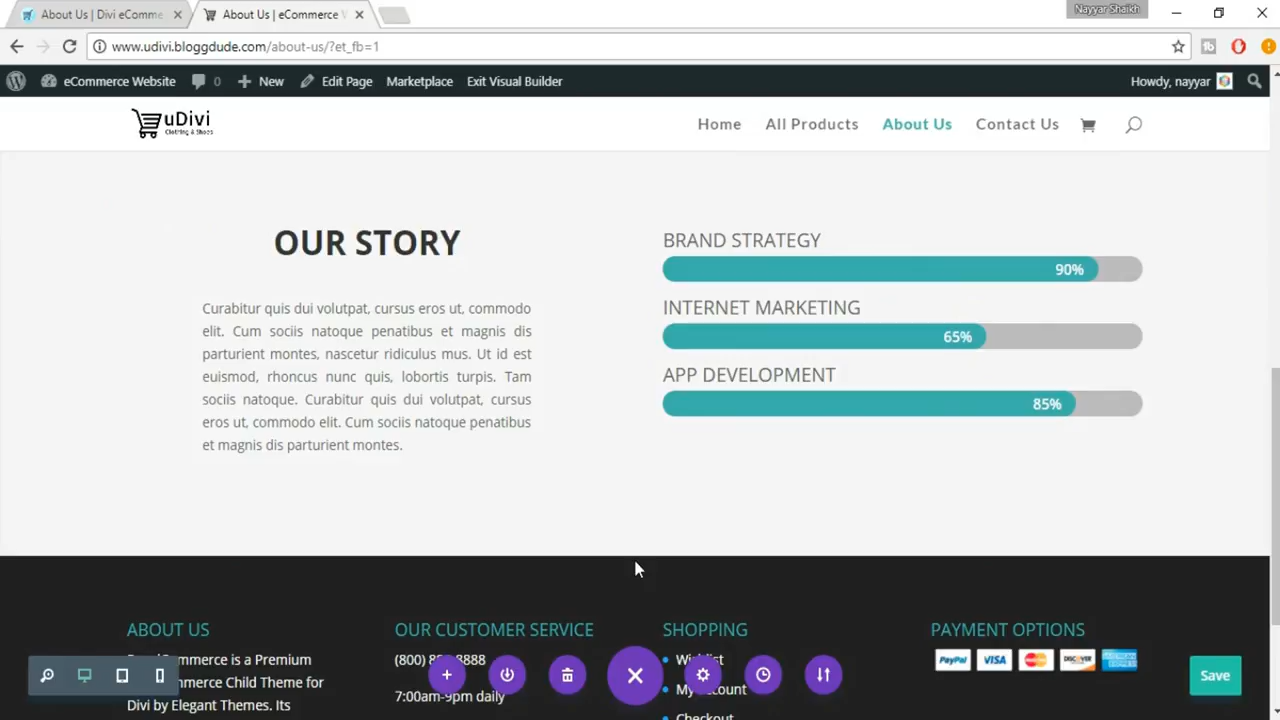 Nayyar Shaikh
About Us | Divi eComme
About Us | eCommerce
www.udivi.bloggdude.com/about-us/?et_fb=1
eCommerce Website 0 New Edit Page Marketplace Exit Visual Builder Howdy, nayyar
uDivi
Clothing & Shoes
Home All Products About Us Contact Us
OUR STORY
Curabitur quis dui volutpat, cursus eros ut, commodo
elit. Cum sociis natoque penatibus et magnis dis
parturient montes, nascetur ridiculus mus. Ut id est
euismod, rhoncus nunc quis, lobortis turpis. Tam
sociis natoque. Curabitur quis dui volutpat, cursus
eros ut, commodo elit. Cum sociis natoque penatibus
et magnis dis parturient montes.
BRAND STRATEGY
90%
INTERNET MARKETING
65%
APP DEVELOPMENT
85%
ABOUT US
eCommerce is a Premium
Commerce Child Theme for
Divi by Elegant Themes. Its
OUR CUSTOMER SERVICE
(800) 8888
7:00am-9pm daily
SHOPPING
Wishlist
My Account
Checkout
PAYMENT OPTIONS
PayPal VISA MasterCard DISCOVER AMERICAN EXPRESS
Save